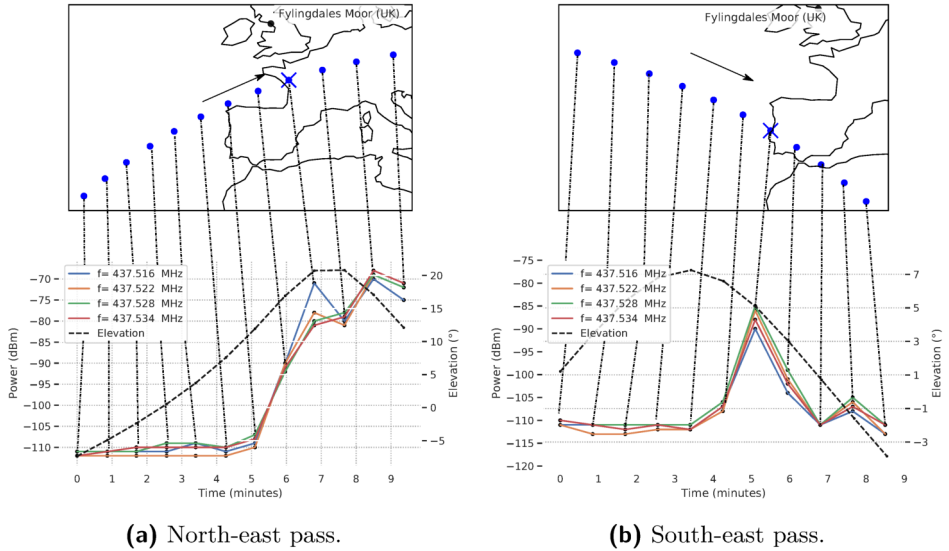 Fylingdales Moor (UK)
f= 437.516 MHz
f= 437.522 MHz
f= 437.528 MHz
f= 437.534 MHz
Elevation
Power (dBm)
−70
−75
−80
−85
−90
−95
−100
−105
−110
Elevation (°)
20
15
10
5
0
−5
0 1 2 3 4 5 6 7 8 9
Time (minutes)
(a) North-east pass.
Fylingdales Moor (UK)
f= 437.516 MHz
f= 437.522 MHz
f= 437.528 MHz
f= 437.534 MHz
Elevation
Power (dBm)
−75
−80
−85
−90
−95
−100
−105
−110
−115
−120
Elevation (°)
7
5
3
1
−1
−3
0 1 2 3 4 5 6 7 8 9
Time (minutes)
(b) South-east pass.